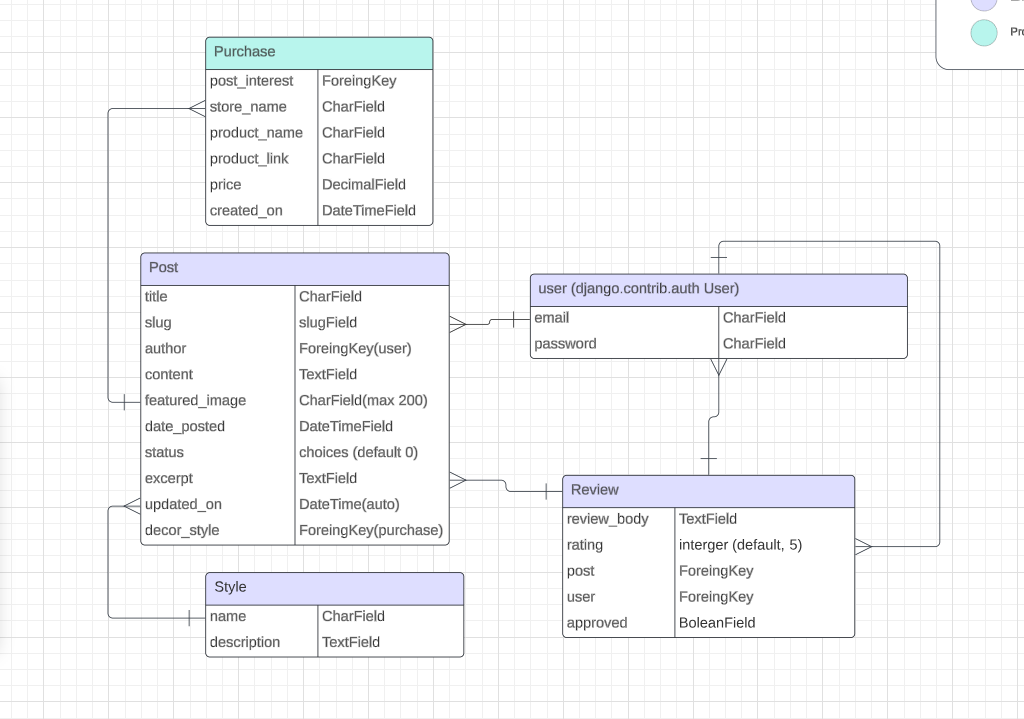 Pro
Purchase
post_interest ForeingKey
store_name CharField
product_name CharField
product_link CharField
price DecimalField
created_on DateTimeField
Post
title CharField
slug slugField
author ForeingKey(user)
content TextField
featured_image CharField(max 200)
date_posted DateTimeField
status choices (default 0)
excerpt TextField
updated_on DateTime(auto)
decor_style ForeingKey(purchase)
user (django.contrib.auth User)
email CharField
password CharField
Review
review_body TextField
rating interger (default, 5)
post ForeingKey
user ForeingKey
approved BoleanField
Style
name CharField
description TextField